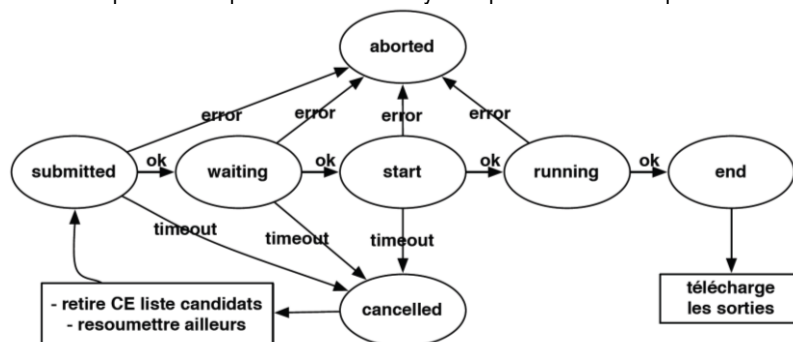 aborted
error
error
error
error
submitted
ok
waiting
ok
start
ok
running
ok
end
timeout
timeout
timeout
- retire CE liste candidats
- resoumettre ailleurs
cancelled
télécharge
les sorties